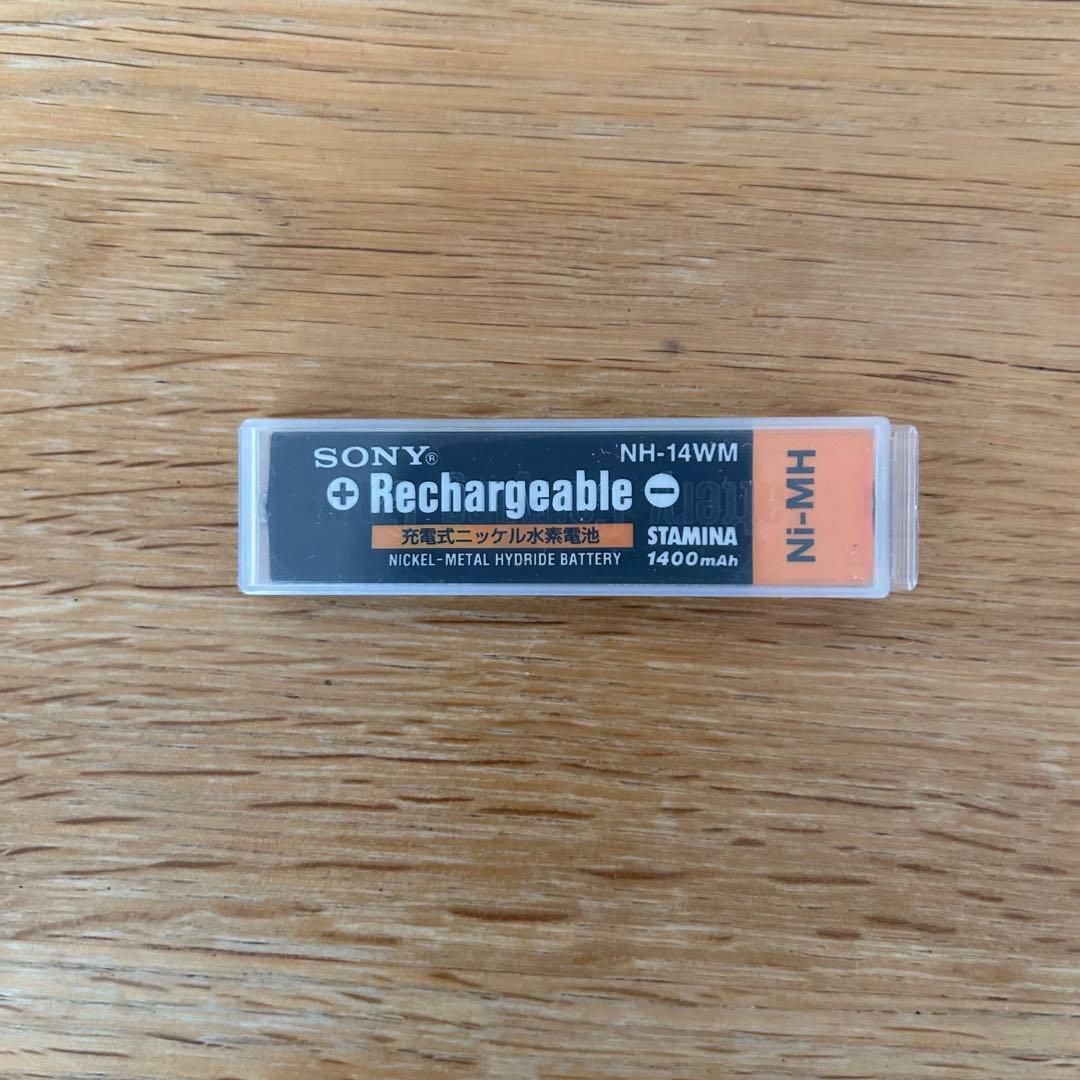 SONY®
NH-14WM
⊕ Rechargeable ⊖
充電式ニッケル水素電池
NICKEL-METAL HYDRIDE BATTERY
STAMINA
1400mAh
Ni-MH